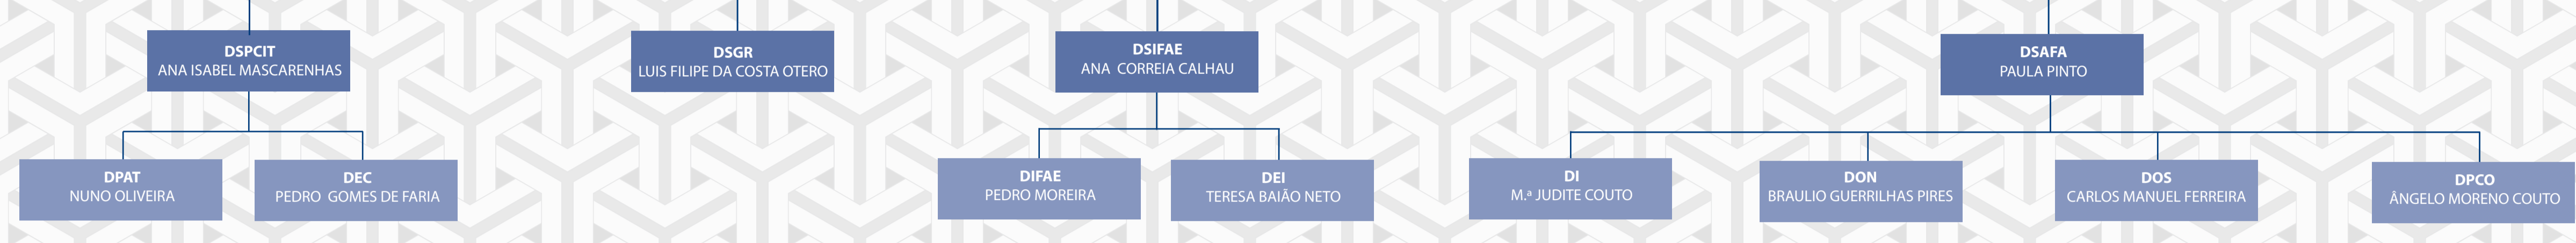 DSPCIT
ANA ISABEL MASCARENHAS
DSGR
LUIS FILIPE DA COSTA OTERO
DSIFAE
ANA CORREIA CALHAU
DSAFA
PAULA PINTO
DPAT
NUNO OLIVEIRA
DEC
PEDRO GOMES DE FARIA
DIFAE
PEDRO MOREIRA
DEI
TERESA BAIÃO NETO
DI
M.ª JUDITE COUTO
DON
BRAULIO GUERRILHAS PIRES
DOS
CARLOS MANUEL FERREIRA
DPCO
ÂNGELO MORENO COUTO